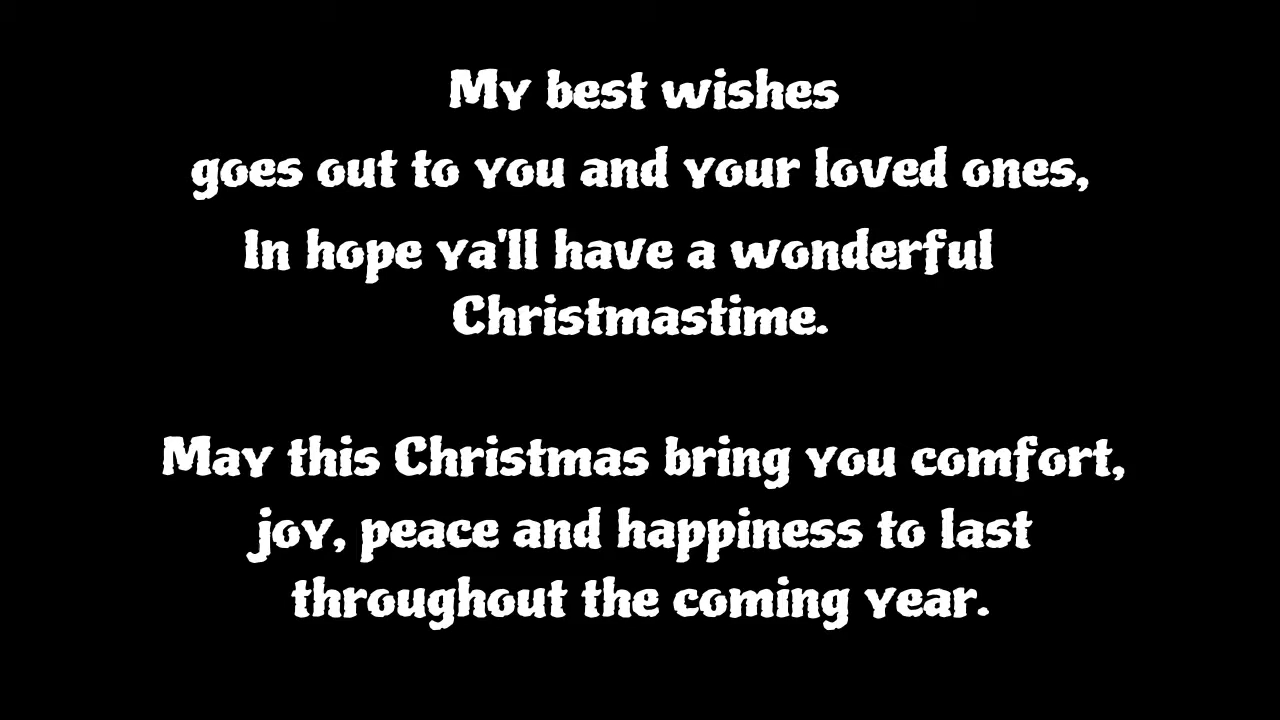 My best wishes
goes out to you and your loved ones,
In hope ya'll have a wonderful
Christmastime.
May this Christmas bring you comfort,
joy, peace and happiness to last
throughout the coming year.